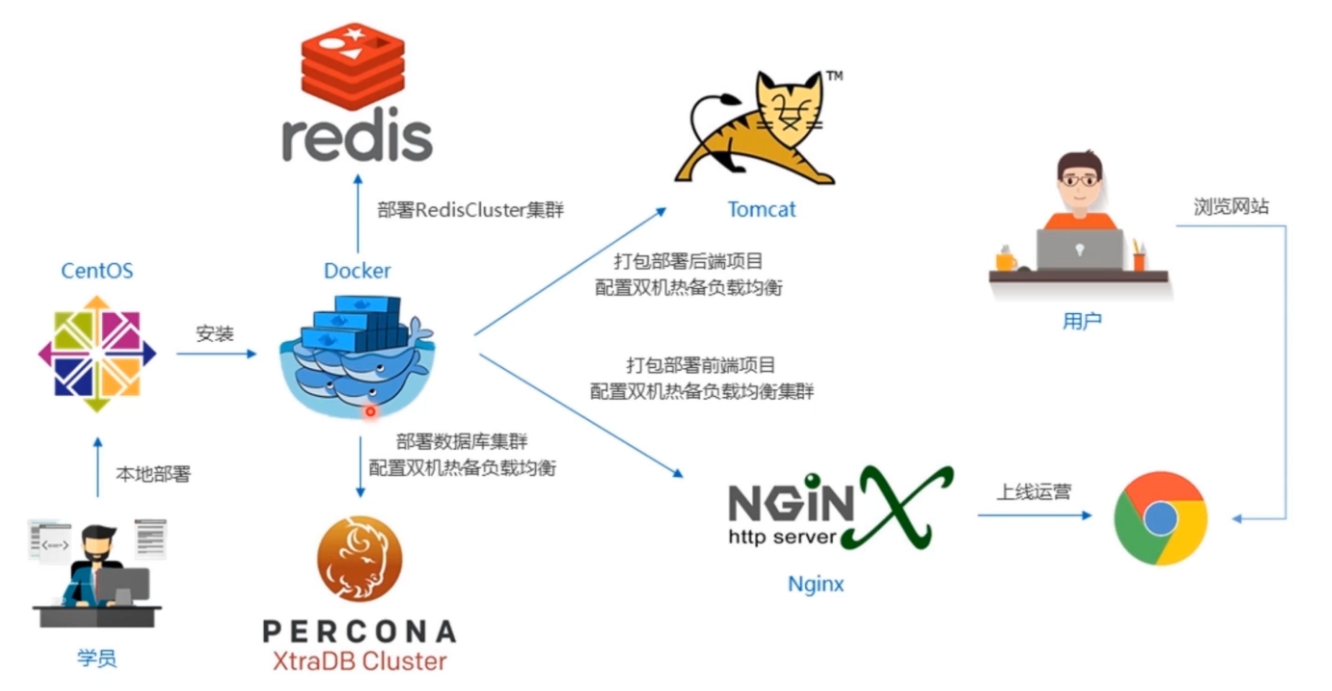 redis
部署RedisCluster集群
TM
Tomcat
打包部署后端项目
配置双机热备负载均衡
浏览网站
用户
CentOS
安装
Docker
打包部署前端项目
配置双机热备负载均衡集群
部署数据库集群
配置双机热备负载均衡
本地部署
学员
PERCONA
XtraDB Cluster
NGiNX
http server
Nginx
上线运营